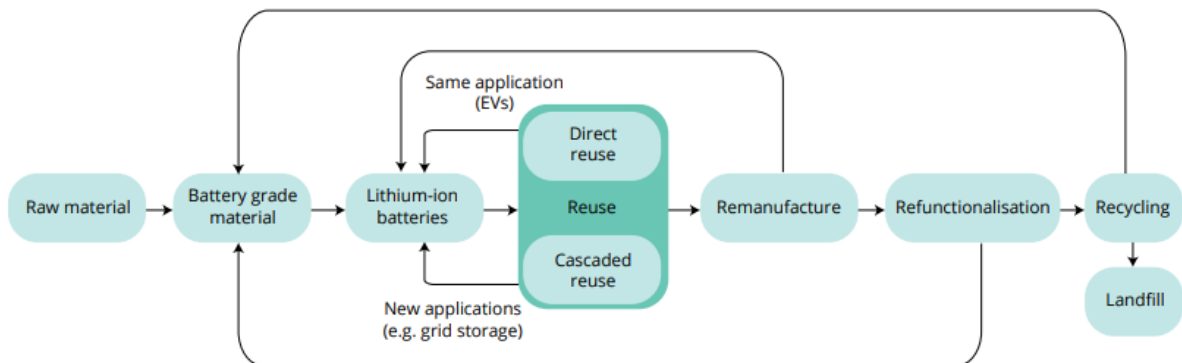 Same application
(EVs)
Direct
reuse
Raw material
Battery grade
material
Lithium-ion
batteries
Reuse
Remanufacture
Refunctionalisation
Recycling
Cascaded
reuse
New applications
(e.g. grid storage)
Landfill